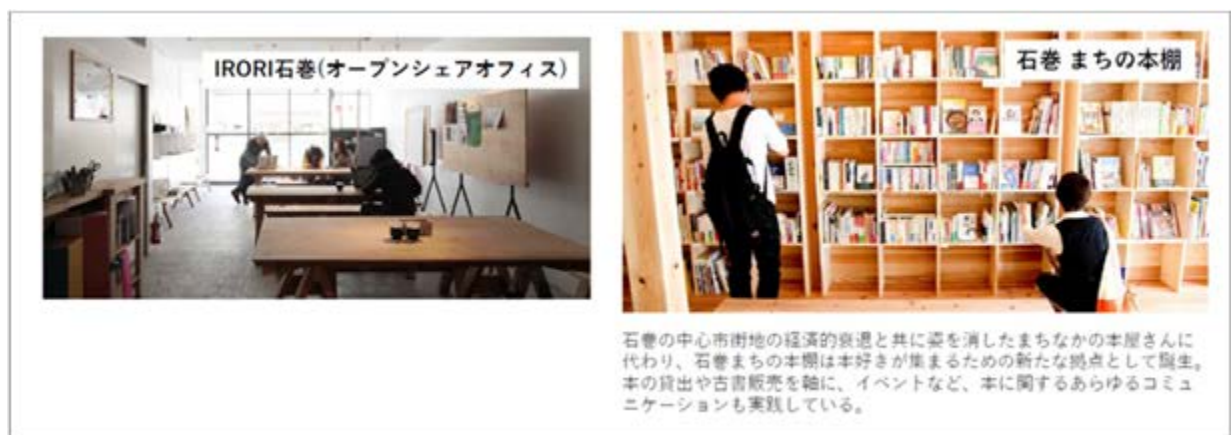 IRORI石巻(オープンシェアオフィス)
石巻 まちの本棚
石巻の中心市街地の経済的衰退と共に姿を消したまちなかの本屋さんに
代わり、石巻まちの本棚は本好きが集まるための新たな拠点として誕生。
本の貸出や古書販売を軸に、イベントなど、本に関するあらゆるコミュ
ニケーションも実践している。